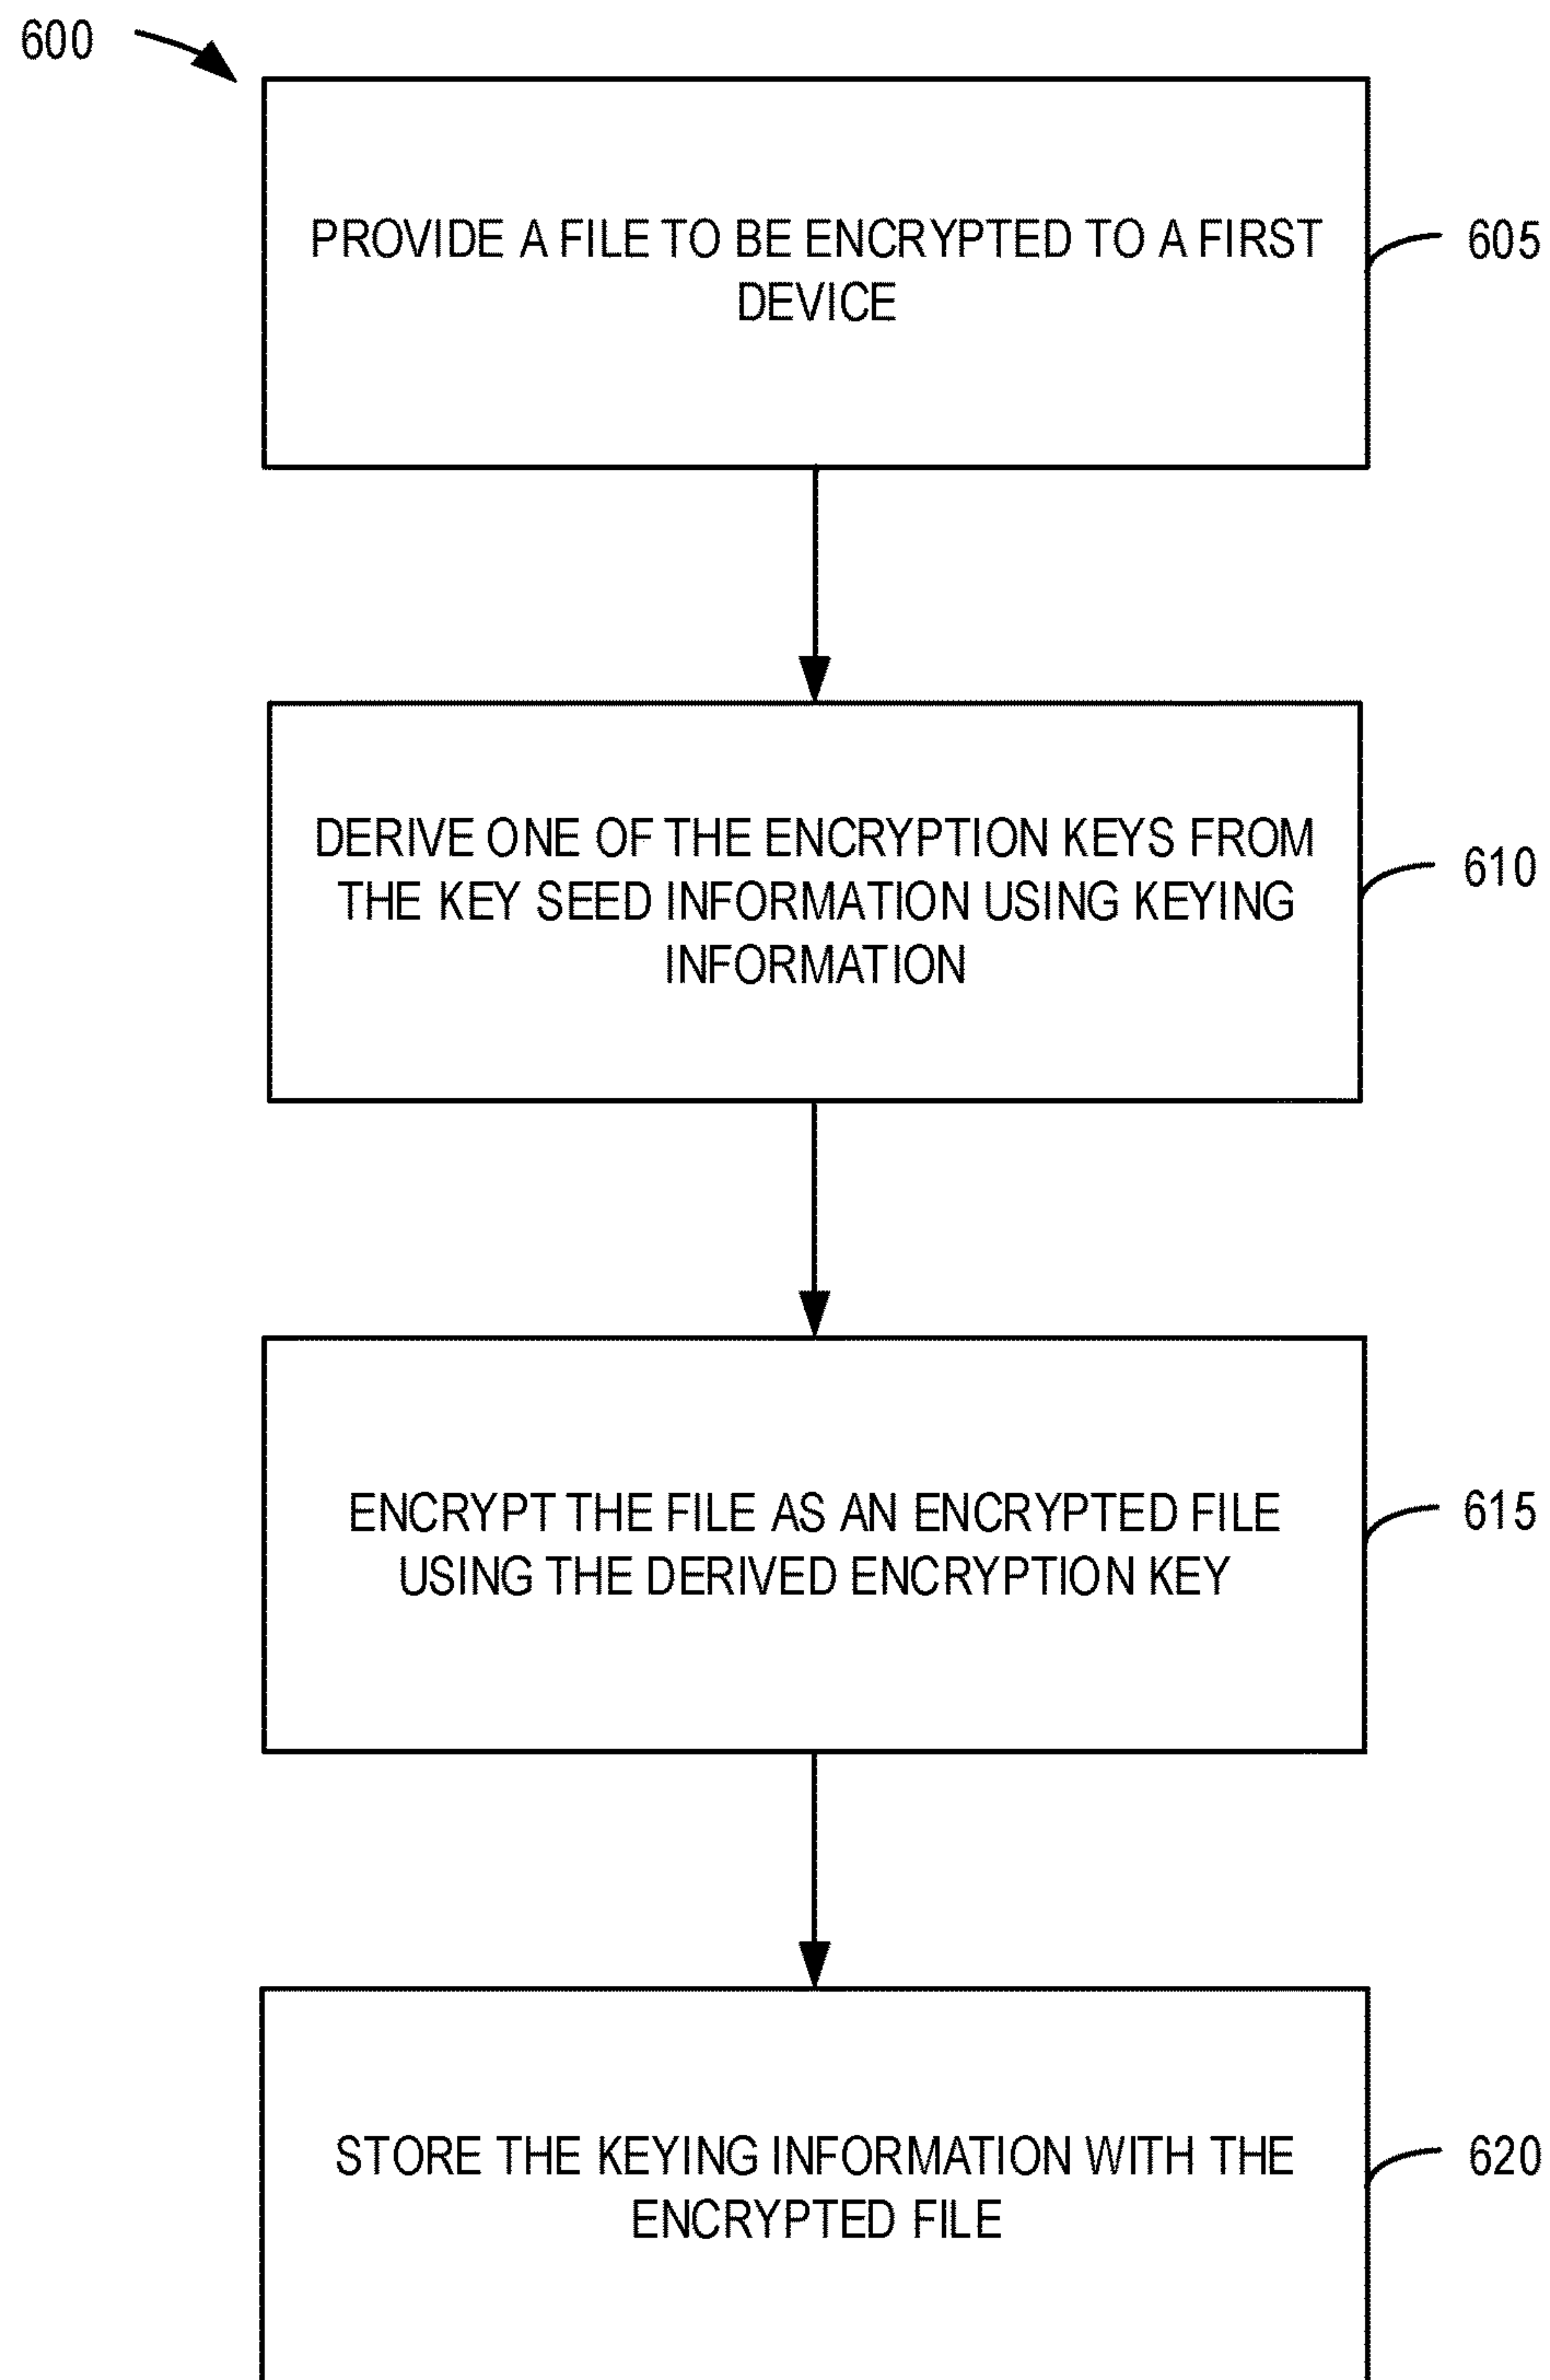 600
PROVIDE A FILE TO BE ENCRYPTED TO A FIRST
DEVICE
605
DERIVE ONE OF THE ENCRYPTION KEYS FROM
THE KEY SEED INFORMATION USING KEYING
INFORMATION
610
ENCRYPT THE FILE AS AN ENCRYPTED FILE
USING THE DERIVED ENCRYPTION KEY
615
STORE THE KEYING INFORMATION WITH THE
ENCRYPTED FILE
620